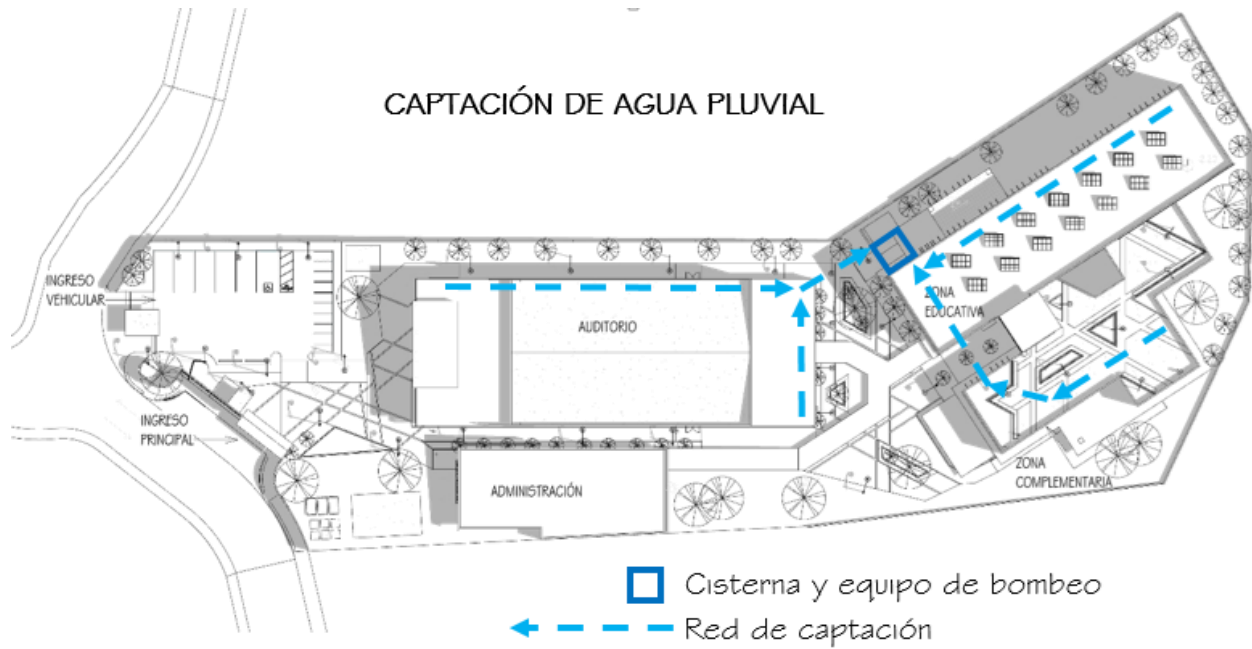 CAPTACIÓN DE AGUA PLUVIAL
INGRESO
VEHICULAR
AUDITORIO
ZONA
EDUCATIVA
INGRESO
PRINCIPAL
ADMINISTRACIÓN
ZONA
COMPLEMENTARIA
Cisterna y equipo de bombeo
Red de captación